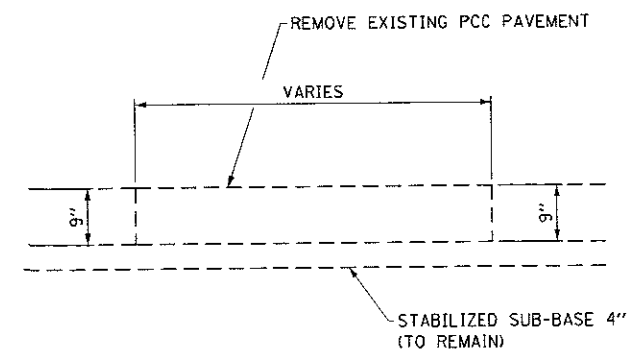 REMOVE EXISTING PCC PAVEMENT
VARIES
9"
9"
STABILIZED SUB-BASE 4"
(TO REMAIN)